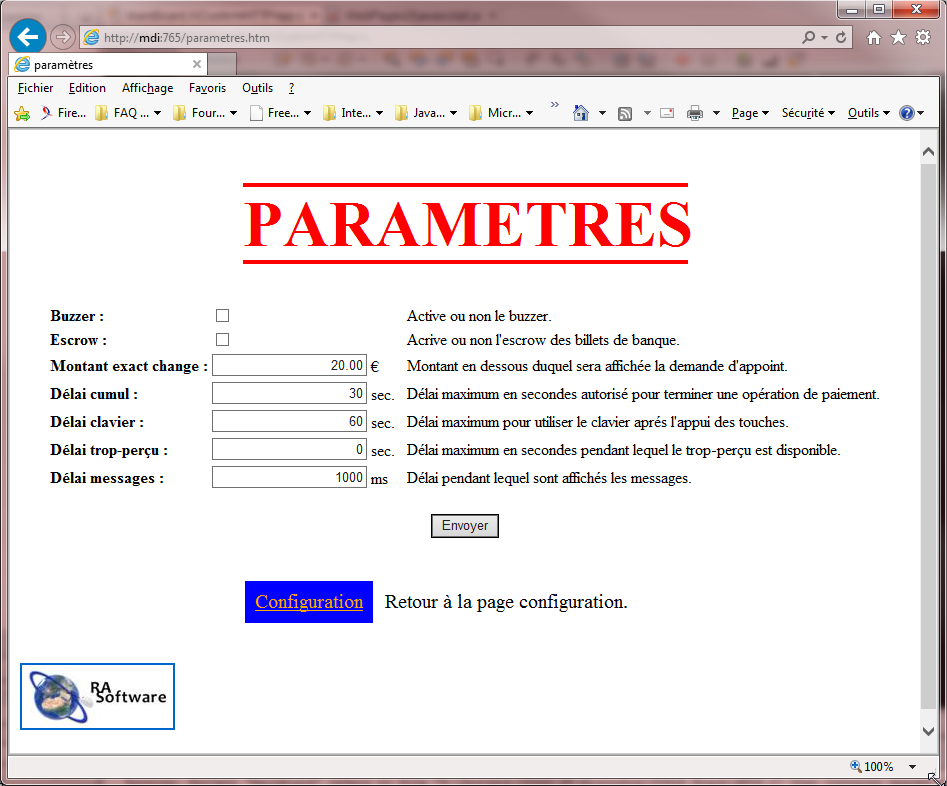 http://mdi:765/parametres.htm
paramètres
Fichier Edition Affichage Favoris Outils ?
Fire... FAQ ... Four... Free... Inte... Java... Micr... » Page Sécurité Outils
PARAMETRES
Buzzer : Active ou non le buzzer.
Escrow : Acrive ou non l'escrow des billets de banque.
Montant exact change : 20.00 € Montant en dessous duquel sera affichée la demande d'appoint.
Délai cumul : 30 sec. Délai maximum en secondes autorisé pour terminer une opération de paiement.
Délai clavier : 60 sec. Délai maximum pour utiliser le clavier aprés l'appui des touches.
Délai trop-perçu : 0 sec. Délai maximum en secondes pendant lequel le trop-perçu est disponible.
Délai messages : 1000 ms Délai pendant lequel sont affichés les messages.
Envoyer
Configuration Retour à la page configuration.
RA
Software
100%